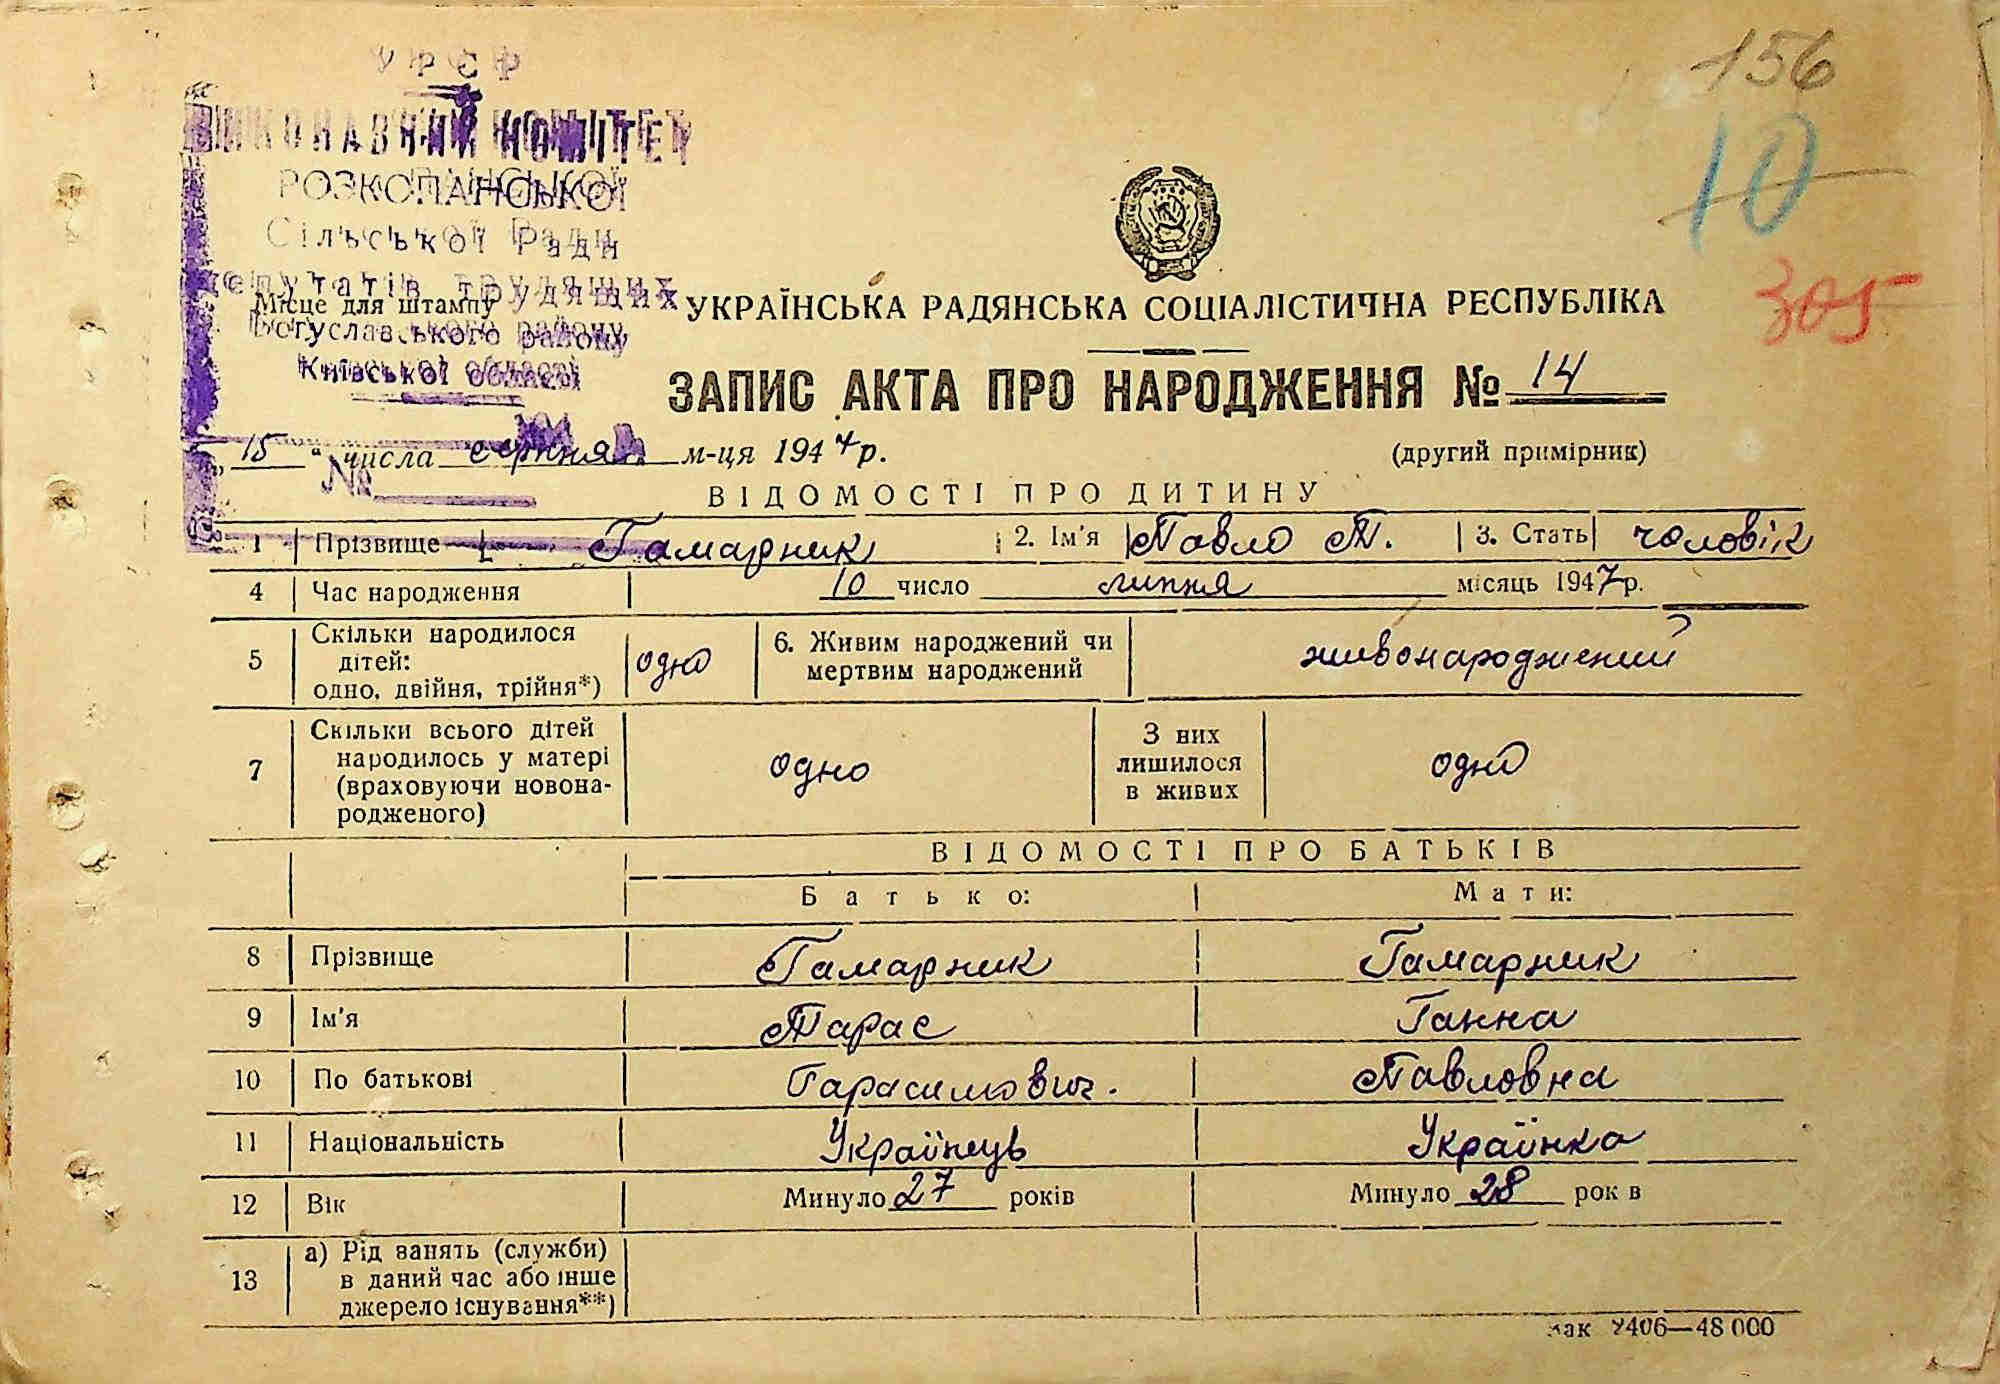 156
10
305
УРСР
ВИКОНАВЧИЙ КОМІТЕТ
РОЗКОПАНСЬКОЇ
Сільської Ради
депутатів трудящих
Богуславського району
Київської області
№
Місце для штампу
УКРАЇНСЬКА РАДЯНСЬКА СОЦІАЛІСТИЧНА РЕСПУБЛІКА
ЗАПИС АКТА ПРО НАРОДЖЕННЯ № 14
„15“ числа серпня м-ця 1947р. (другий примірник)
ВІДОМОСТІ ПРО ДИТИНУ
1 Прізвище Гамарник 2. Ім'я Павло Т. 3. Стать чоловік
4 Час народження 10 число липня місяць 1947р.
5 Скільки народилося дітей: одно, двійня, трійня*) одно 6. Живим народжений чи мертвим народжений живонароджений
7 Скільки всього дітей народилось у матері (враховуючи новонародженого) одно З них лишилося в живих одно
ВІДОМОСТІ ПРО БАТЬКІВ
Батько: Мати:
8 Прізвище Гамарник Гамарник
9 Ім'я Тарас Ганна
10 По батькові Гарасимович. Павловна
11 Національність Українець Українка
12 Вік Минуло 27 років Минуло 28 рок в
13 а) Рід занять (служби) в даний час або інше джерело існування**)
зак 2406—48 000